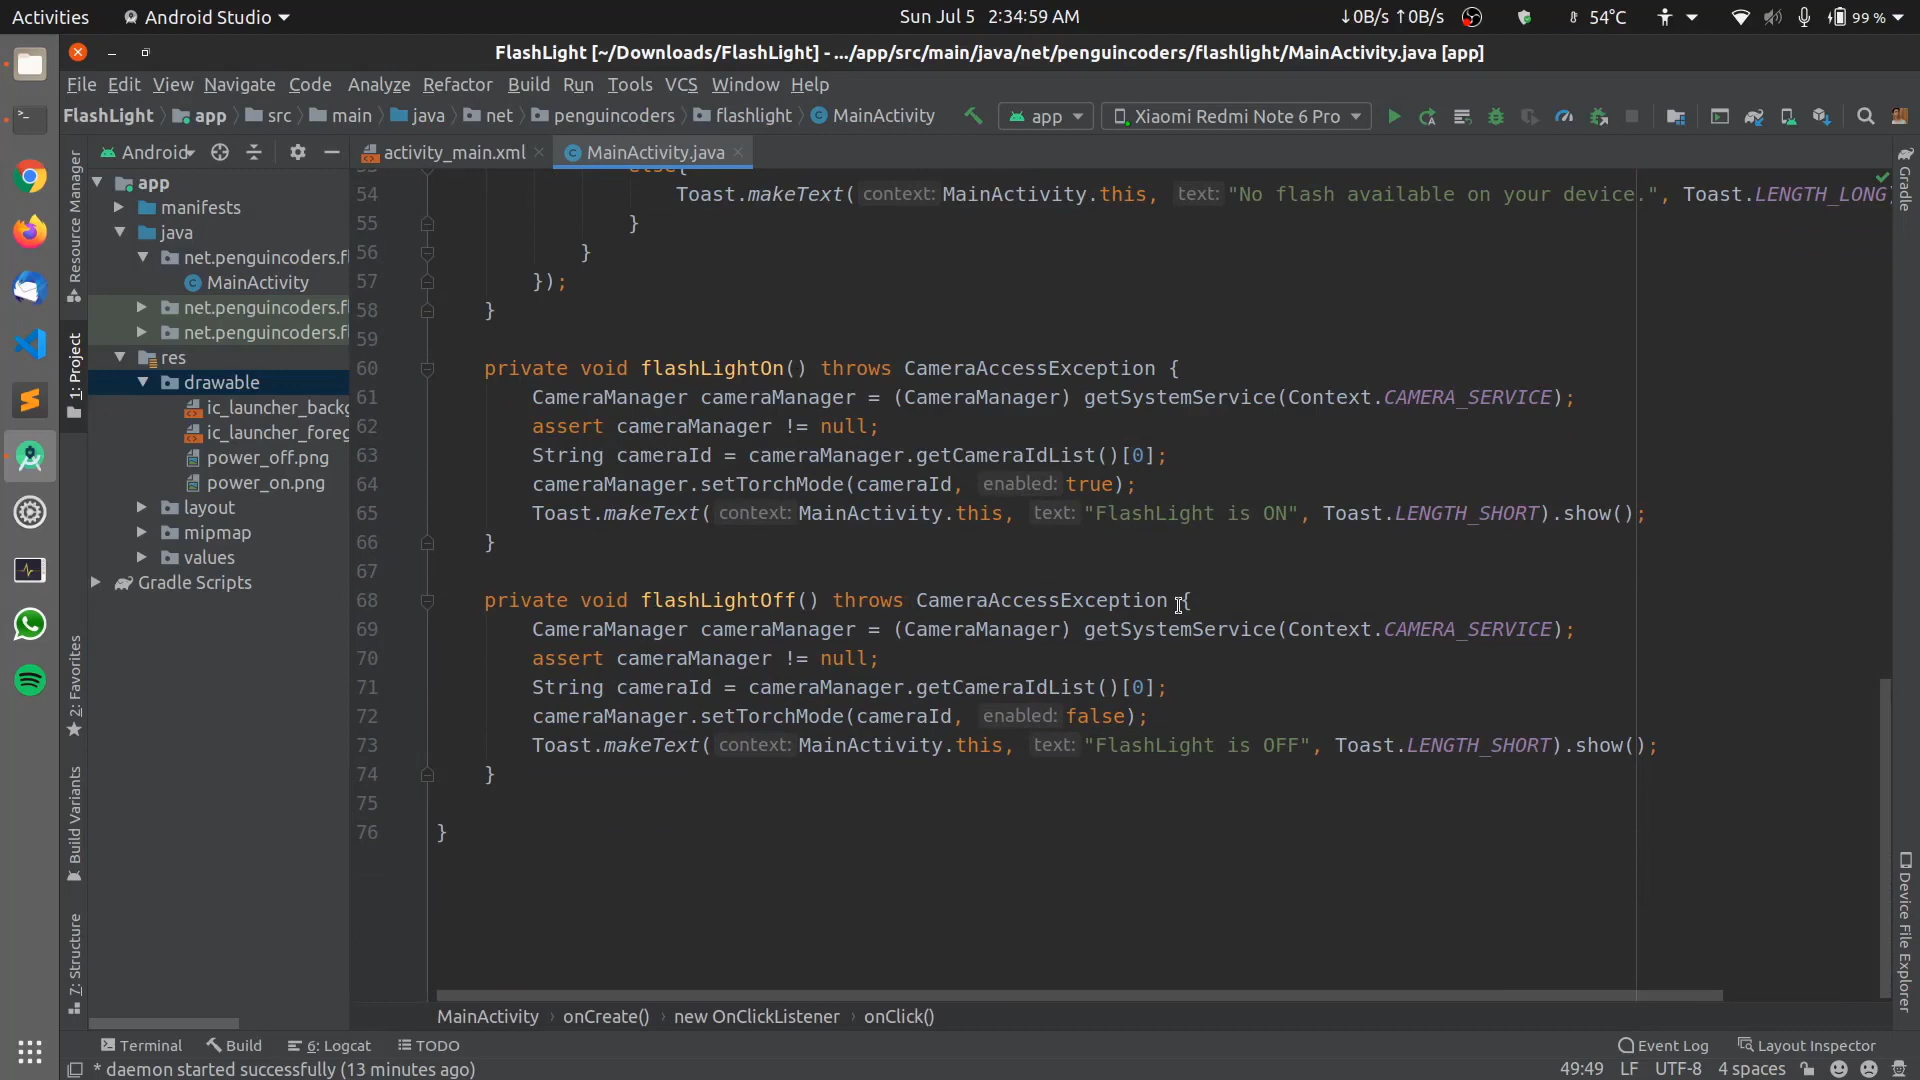 Activities
Android Studio
Sun Jul 5 2:34:59 AM
↓0B/s ↑0B/s
54°C
99 %
FlashLight [~/Downloads/FlashLight] - .../app/src/main/java/net/penguincoders/flashlight/MainActivity.java [app]
File Edit View Navigate Code Analyze Refactor Build Run Tools VCS Window Help
FlashLight app src main java net penguincoders flashlight MainActivity
app
Xiaomi Redmi Note 6 Pro
Android
activity_main.xml
MainActivity.java
Resource Manager
1: Project
2: Favorites
Build Variants
7: Structure
app
manifests
java
net.penguincoders.f
MainActivity
net.penguincoders.f
net.penguincoders.f
res
drawable
ic_launcher_backg
ic_launcher_foreg
power_off.png
power_on.png
layout
mipmap
values
Gradle Scripts
53 else{
54 Toast.makeText( context: MainActivity.this, text: "No flash available on your device.", Toast.LENGTH_LONG)
55 }
56 }
57 });
58 }
59
60 private void flashLightOn() throws CameraAccessException {
61 CameraManager cameraManager = (CameraManager) getSystemService(Context.CAMERA_SERVICE);
62 assert cameraManager != null;
63 String cameraId = cameraManager.getCameraIdList()[0];
64 cameraManager.setTorchMode(cameraId, enabled: true);
65 Toast.makeText( context: MainActivity.this, text: "FlashLight is ON", Toast.LENGTH_SHORT).show();
66 }
67
68 private void flashLightOff() throws CameraAccessException {
69 CameraManager cameraManager = (CameraManager) getSystemService(Context.CAMERA_SERVICE);
70 assert cameraManager != null;
71 String cameraId = cameraManager.getCameraIdList()[0];
72 cameraManager.setTorchMode(cameraId, enabled: false);
73 Toast.makeText( context: MainActivity.this, text: "FlashLight is OFF", Toast.LENGTH_SHORT).show();
74 }
75
76 }
Gradle
Device File Explorer
MainActivity › onCreate() › new OnClickListener › onClick()
Terminal Build 6: Logcat TODO
Event Log Layout Inspector
* daemon started successfully (13 minutes ago)
49:49 LF UTF-8 4 spaces